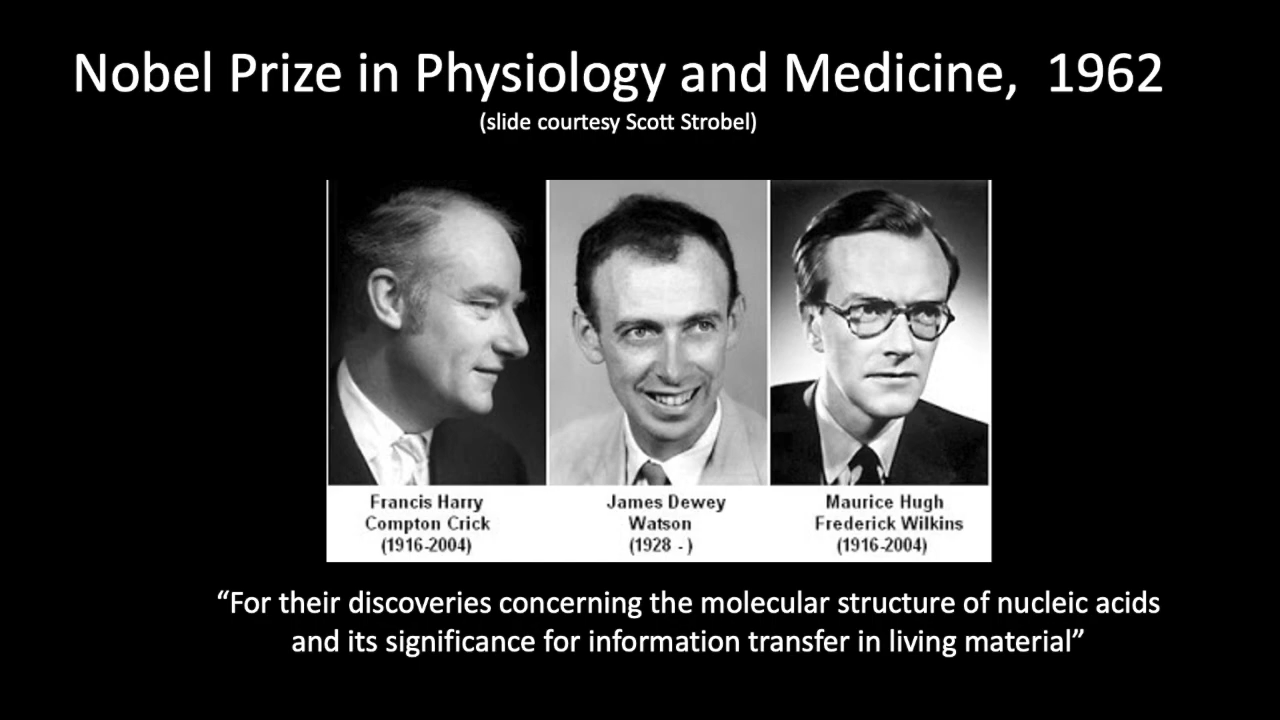 Nobel Prize in Physiology and Medicine, 1962
(slide courtesy Scott Strobel)
Francis Harry
Compton Crick
(1916-2004)
James Dewey
Watson
(1928 - )
Maurice Hugh
Frederick Wilkins
(1916-2004)
“For their discoveries concerning the molecular structure of nucleic acids
and its significance for information transfer in living material”